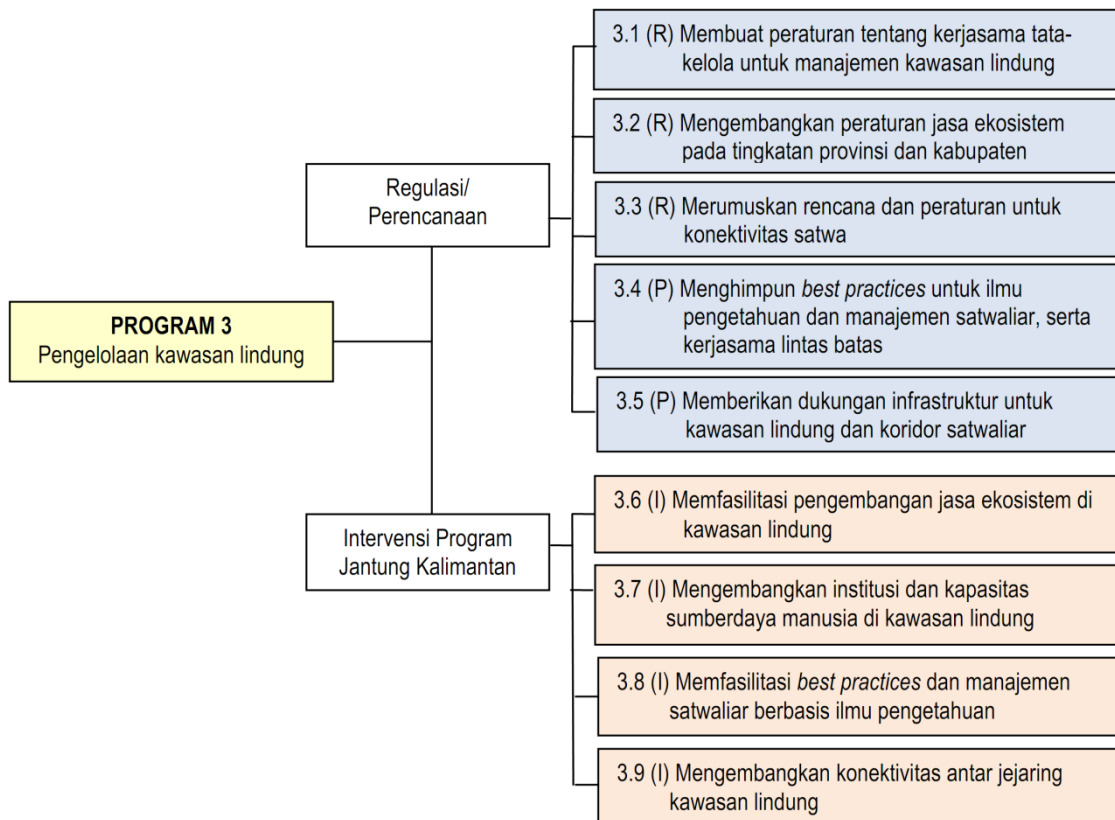 PROGRAM 3
Pengelolaan kawasan lindung
Regulasi/
Perencanaan
3.1 (R) Membuat peraturan tentang kerjasama tata-
kelola untuk manajemen kawasan lindung
3.2 (R) Mengembangkan peraturan jasa ekosistem
pada tingkatan provinsi dan kabupaten
3.3 (R) Merumuskan rencana dan peraturan untuk
konektivitas satwa
3.4 (P) Menghimpun best practices untuk ilmu
pengetahuan dan manajemen satwaliar, serta
kerjasama lintas batas
3.5 (P) Memberikan dukungan infrastruktur untuk
kawasan lindung dan koridor satwaliar
Intervensi Program
Jantung Kalimantan
3.6 (I) Memfasilitasi pengembangan jasa ekosistem di
kawasan lindung
3.7 (I) Mengembangkan institusi dan kapasitas
sumberdaya manusia di kawasan lindung
3.8 (I) Memfasilitasi best practices dan manajemen
satwaliar berbasis ilmu pengetahuan
3.9 (I) Mengembangkan konektivitas antar jejaring
kawasan lindung